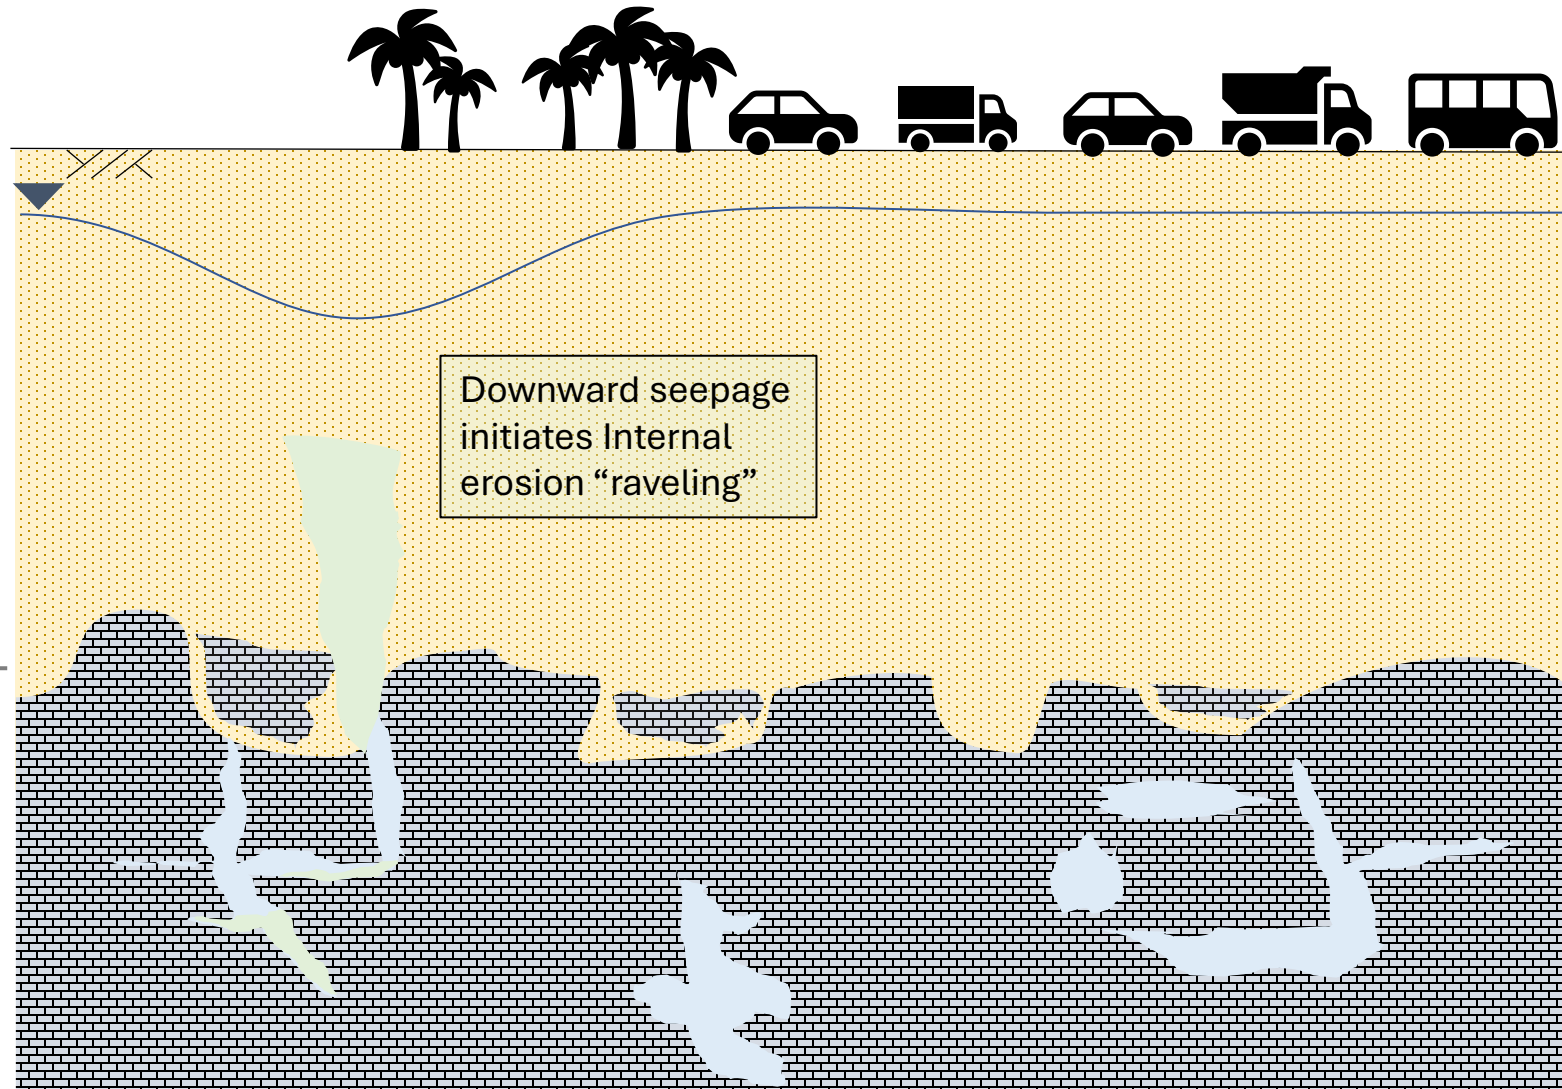 Downward seepage
initiates Internal
erosion “raveling”